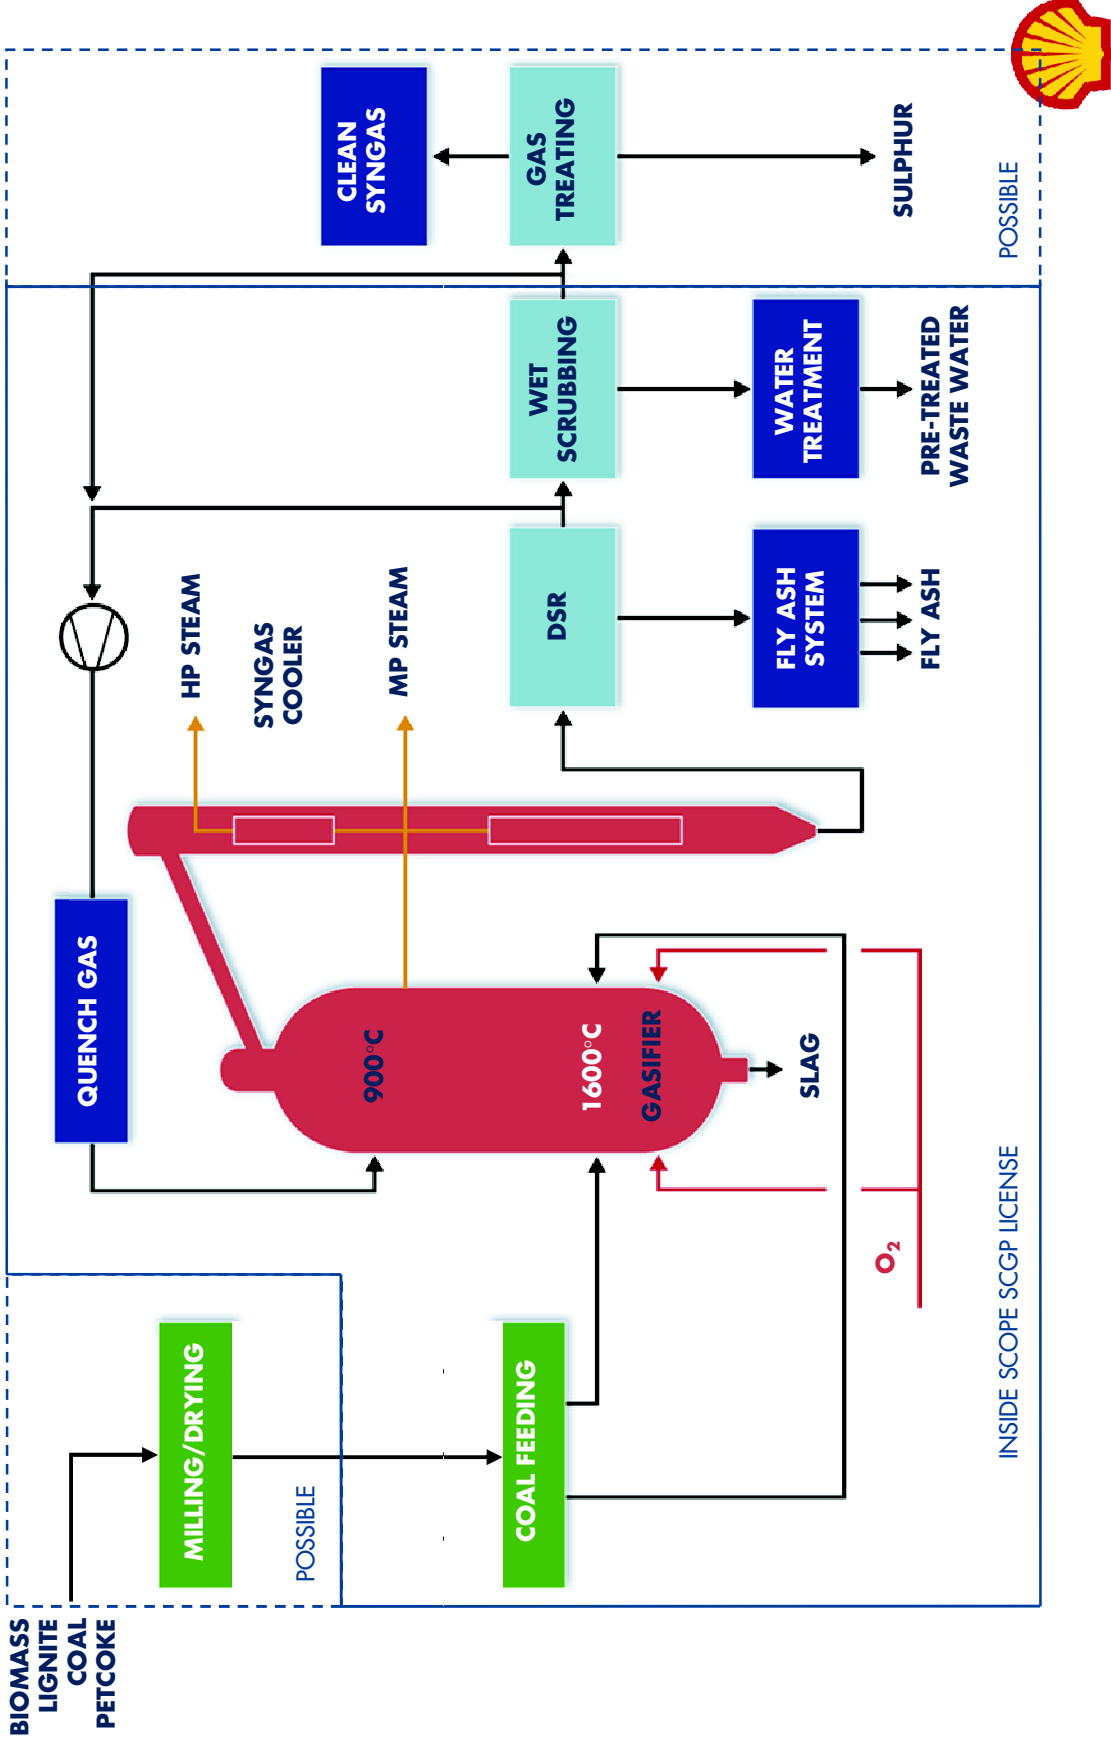 BIOMASS
LIGNITE
COAL
PETCOKE
MILLING/DRYING
POSSIBLE
COAL FEEDING
QUENCH GAS
900°C
1600°C
GASIFIER
SLAG
O₂
HP STEAM
SYNGAS
COOLER
MP STEAM
DSR
FLY ASH
SYSTEM
FLY ASH
WET
SCRUBBING
WATER
TREATMENT
PRE-TREATED
WASTE WATER
CLEAN
SYNGAS
GAS
TREATING
SULPHUR
POSSIBLE
INSIDE SCOPE SCGP LICENSE